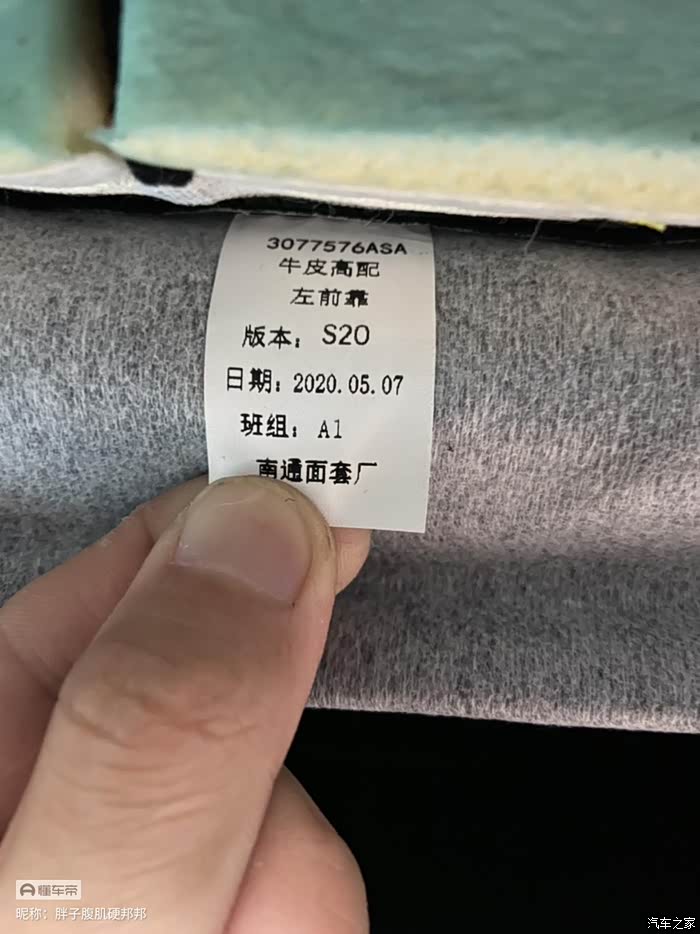 3077576ASA
牛皮高配
左前靠
版本: S20
日期: 2020.05.07
班组: A1
南通面套厂
懂车帝
昵称: 胖子腹肌硬邦邦
汽车之家